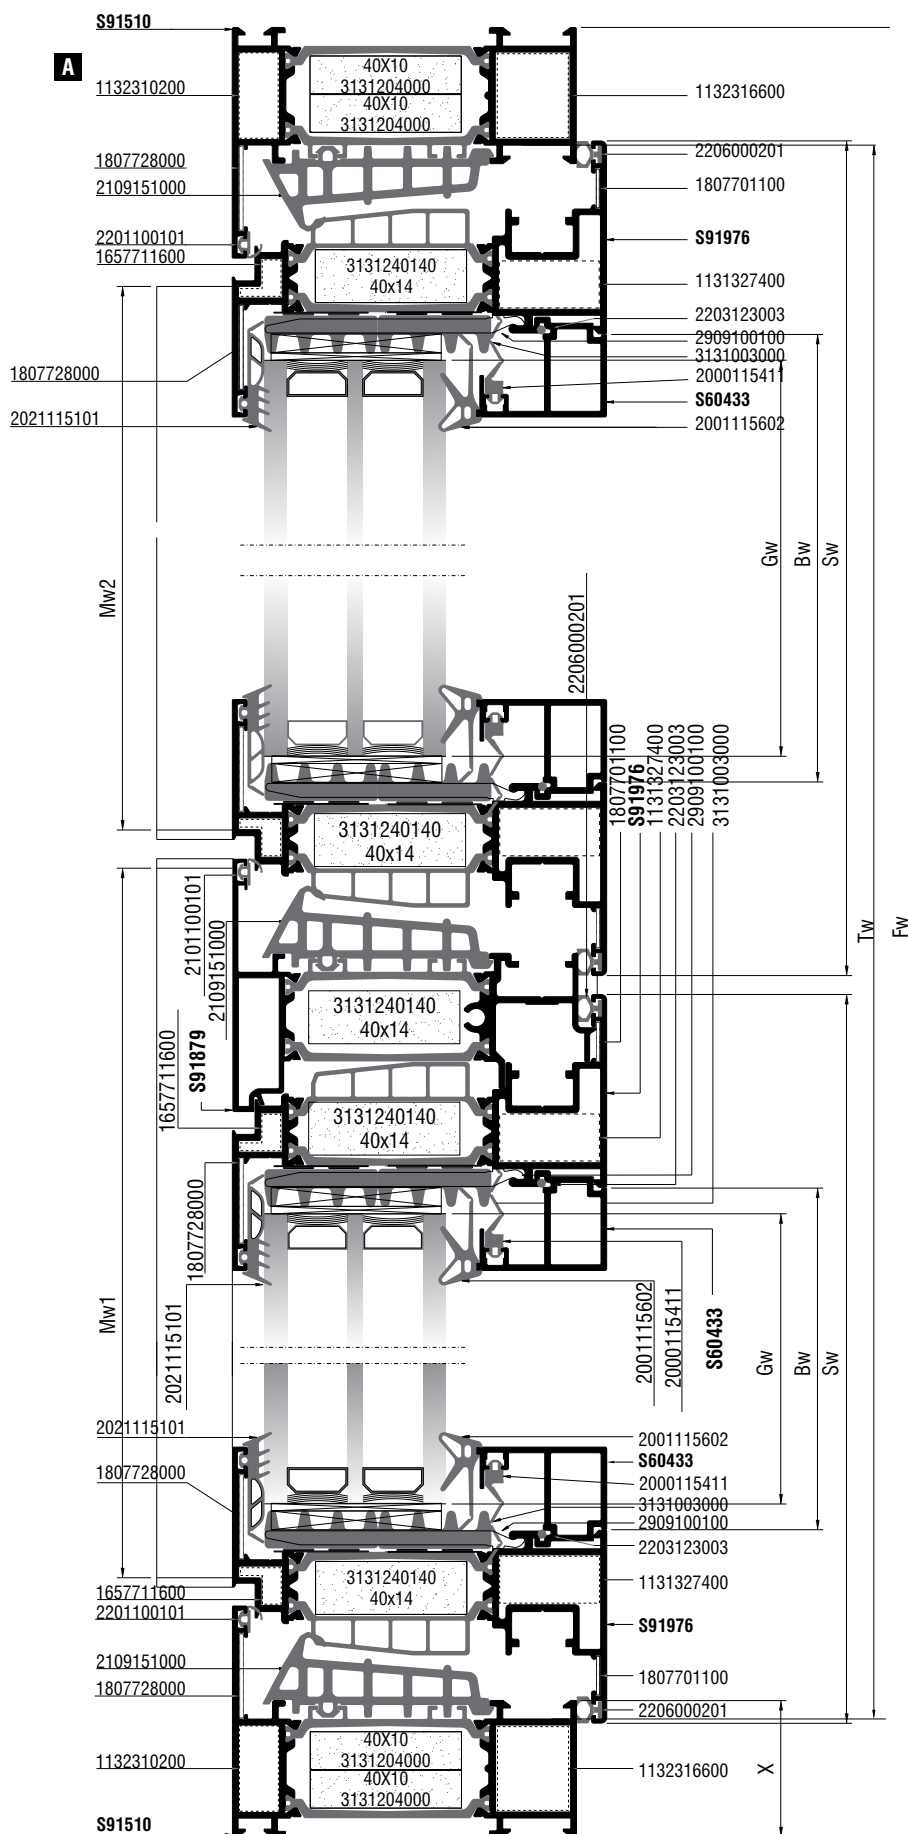 S91510
A
40X10
3131204000
40X10
3131204000
1132310200
1132316600
2206000201
1807728000
1807701100
2109151000
S91976
2201100101
1657711600
3131240140
40x14
1131327400
2203123003
2909100100
3131003000
1807728000
2000115411
S60433
2021115101
2001115602
Gw
Bw
Sw
Mw2
2206000201
1807701100
S91976
1131327400
2203123003
2909100100
3131003000
3131240140
40x14
2101100101
2109151000
Tw
Fw
3131240140
40x14
1657711600
S91879
3131240140
40x14
1807728000
2021115101
Mw1
2001115602
2000115411
S60433
Gw
Bw
Sw
2021115101
2001115602
S60433
1807728000
2000115411
3131003000
2909100100
2203123003
3131240140
40x14
1131327400
1657711600
2201100101
S91976
2109151000
1807701100
1807728000
2206000201
40X10
3131204000
40X10
3131204000
1132310200
1132316600
X
S91510